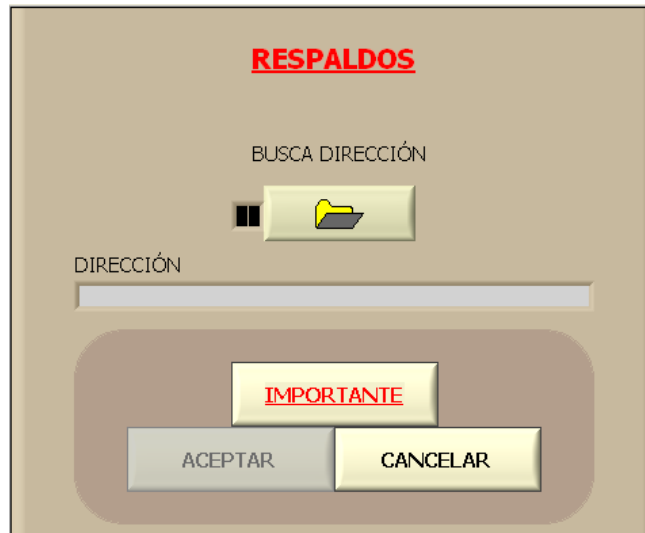 RESPALDOS
BUSCA DIRECCIÓN
DIRECCIÓN
IMPORTANTE
ACEPTAR
CANCELAR